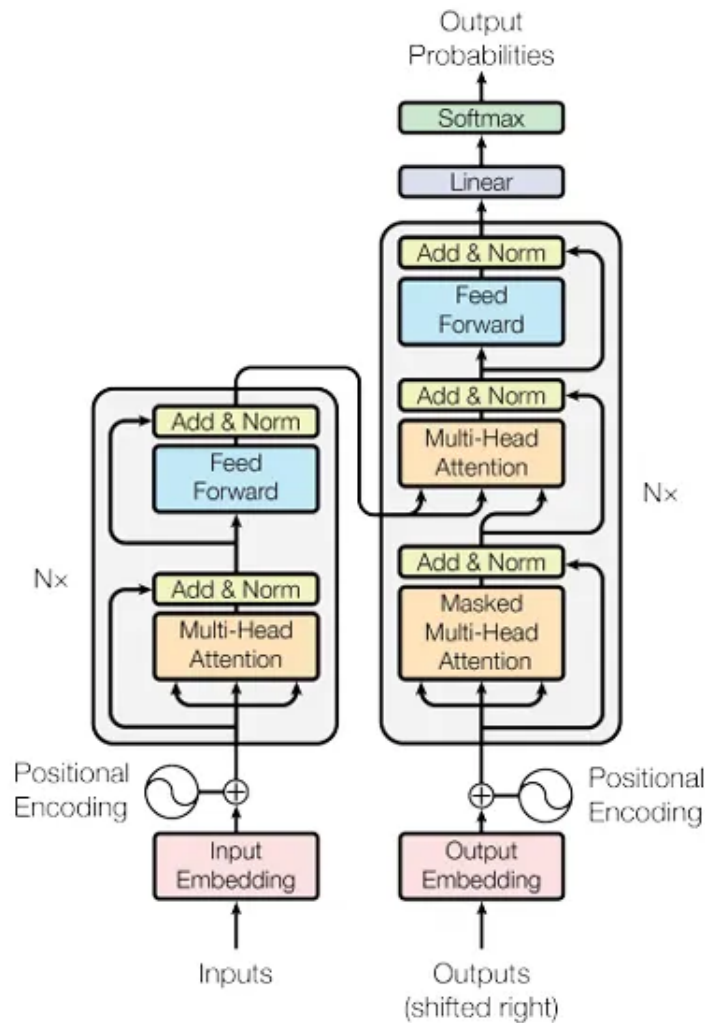 Output
Probabilities
Softmax
Linear
Add & Norm
Feed
Forward
Add & Norm
Multi-Head
Attention
N×
Add & Norm
Masked
Multi-Head
Attention
Add & Norm
Feed
Forward
N×
Add & Norm
Multi-Head
Attention
Positional
Encoding
Positional
Encoding
Input
Embedding
Output
Embedding
Inputs
Outputs
(shifted right)